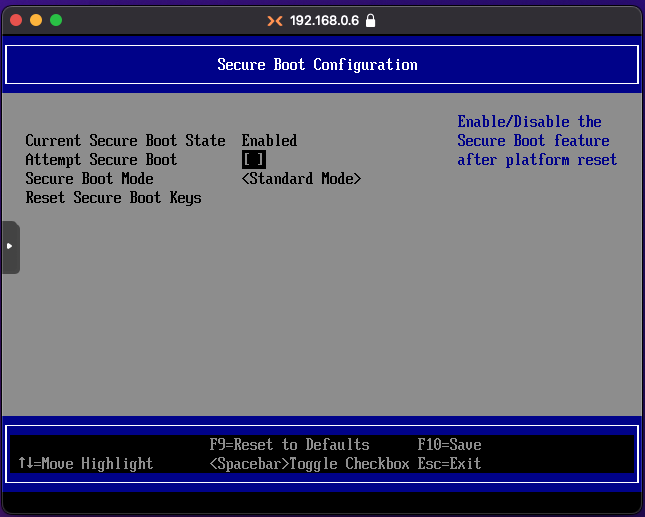 192.168.0.6
Secure Boot Configuration
Enable/Disable the
Current Secure Boot State Enabled Secure Boot feature
Attempt Secure Boot [ ] after platform reset
Secure Boot Mode <Standard Mode>
Reset Secure Boot Keys
F9=Reset to Defaults F10=Save
↑↓=Move Highlight <Spacebar>Toggle Checkbox Esc=Exit